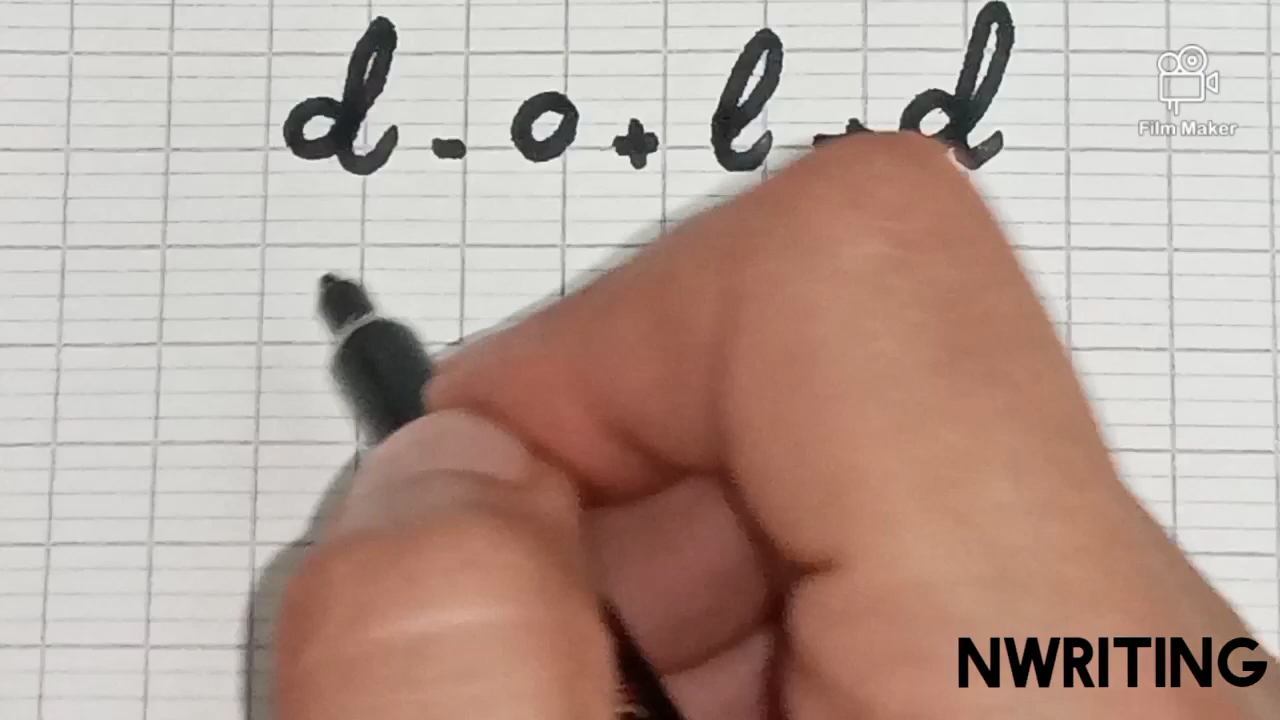 d - o + l + d
Film Maker
NWRITING